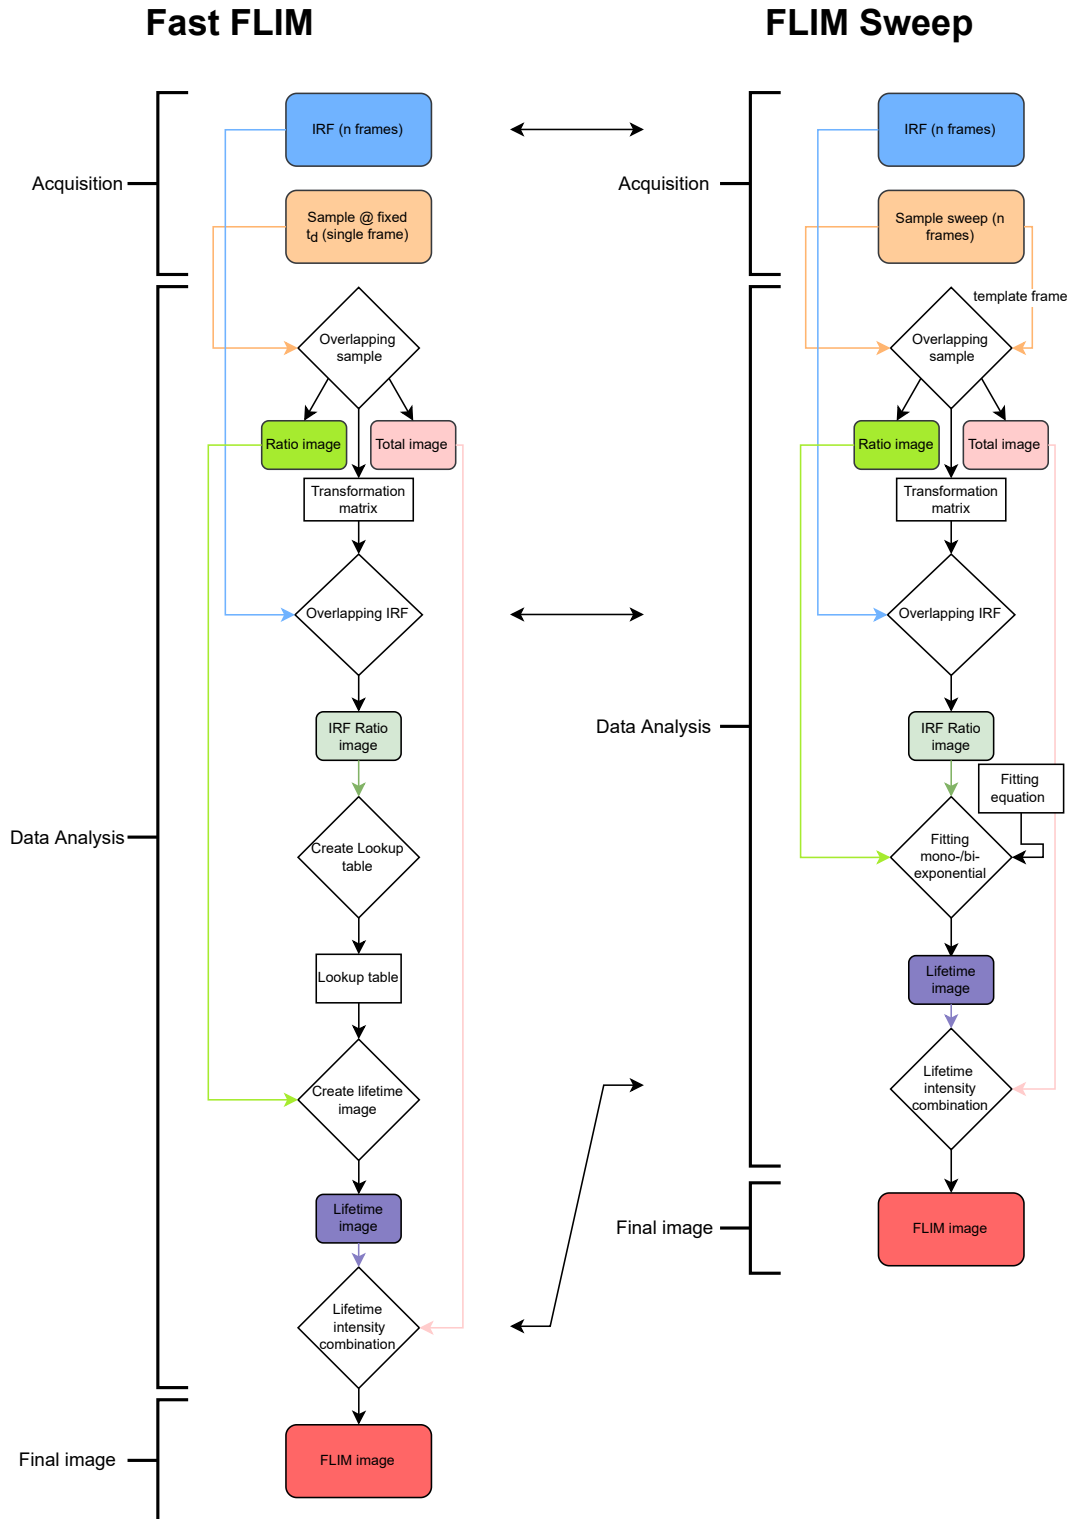 Fast FLIM
Acquisition
IRF (n frames)
Sample @ fixed
td (single frame)
Data Analysis
Overlapping
sample
Ratio image
Total image
Transformation
matrix
Overlapping IRF
IRF Ratio
image
Create Lookup
table
Lookup table
Create lifetime
image
Lifetime
image
Lifetime
intensity
combination
Final image
FLIM image
FLIM Sweep
Acquisition
IRF (n frames)
Sample sweep (n
frames)
template frame
Data Analysis
Overlapping
sample
Ratio image
Total image
Transformation
matrix
Overlapping IRF
IRF Ratio
image
Fitting
equation
Fitting
mono-/bi-
exponential
Lifetime
image
Lifetime
intensity
combination
Final image
FLIM image